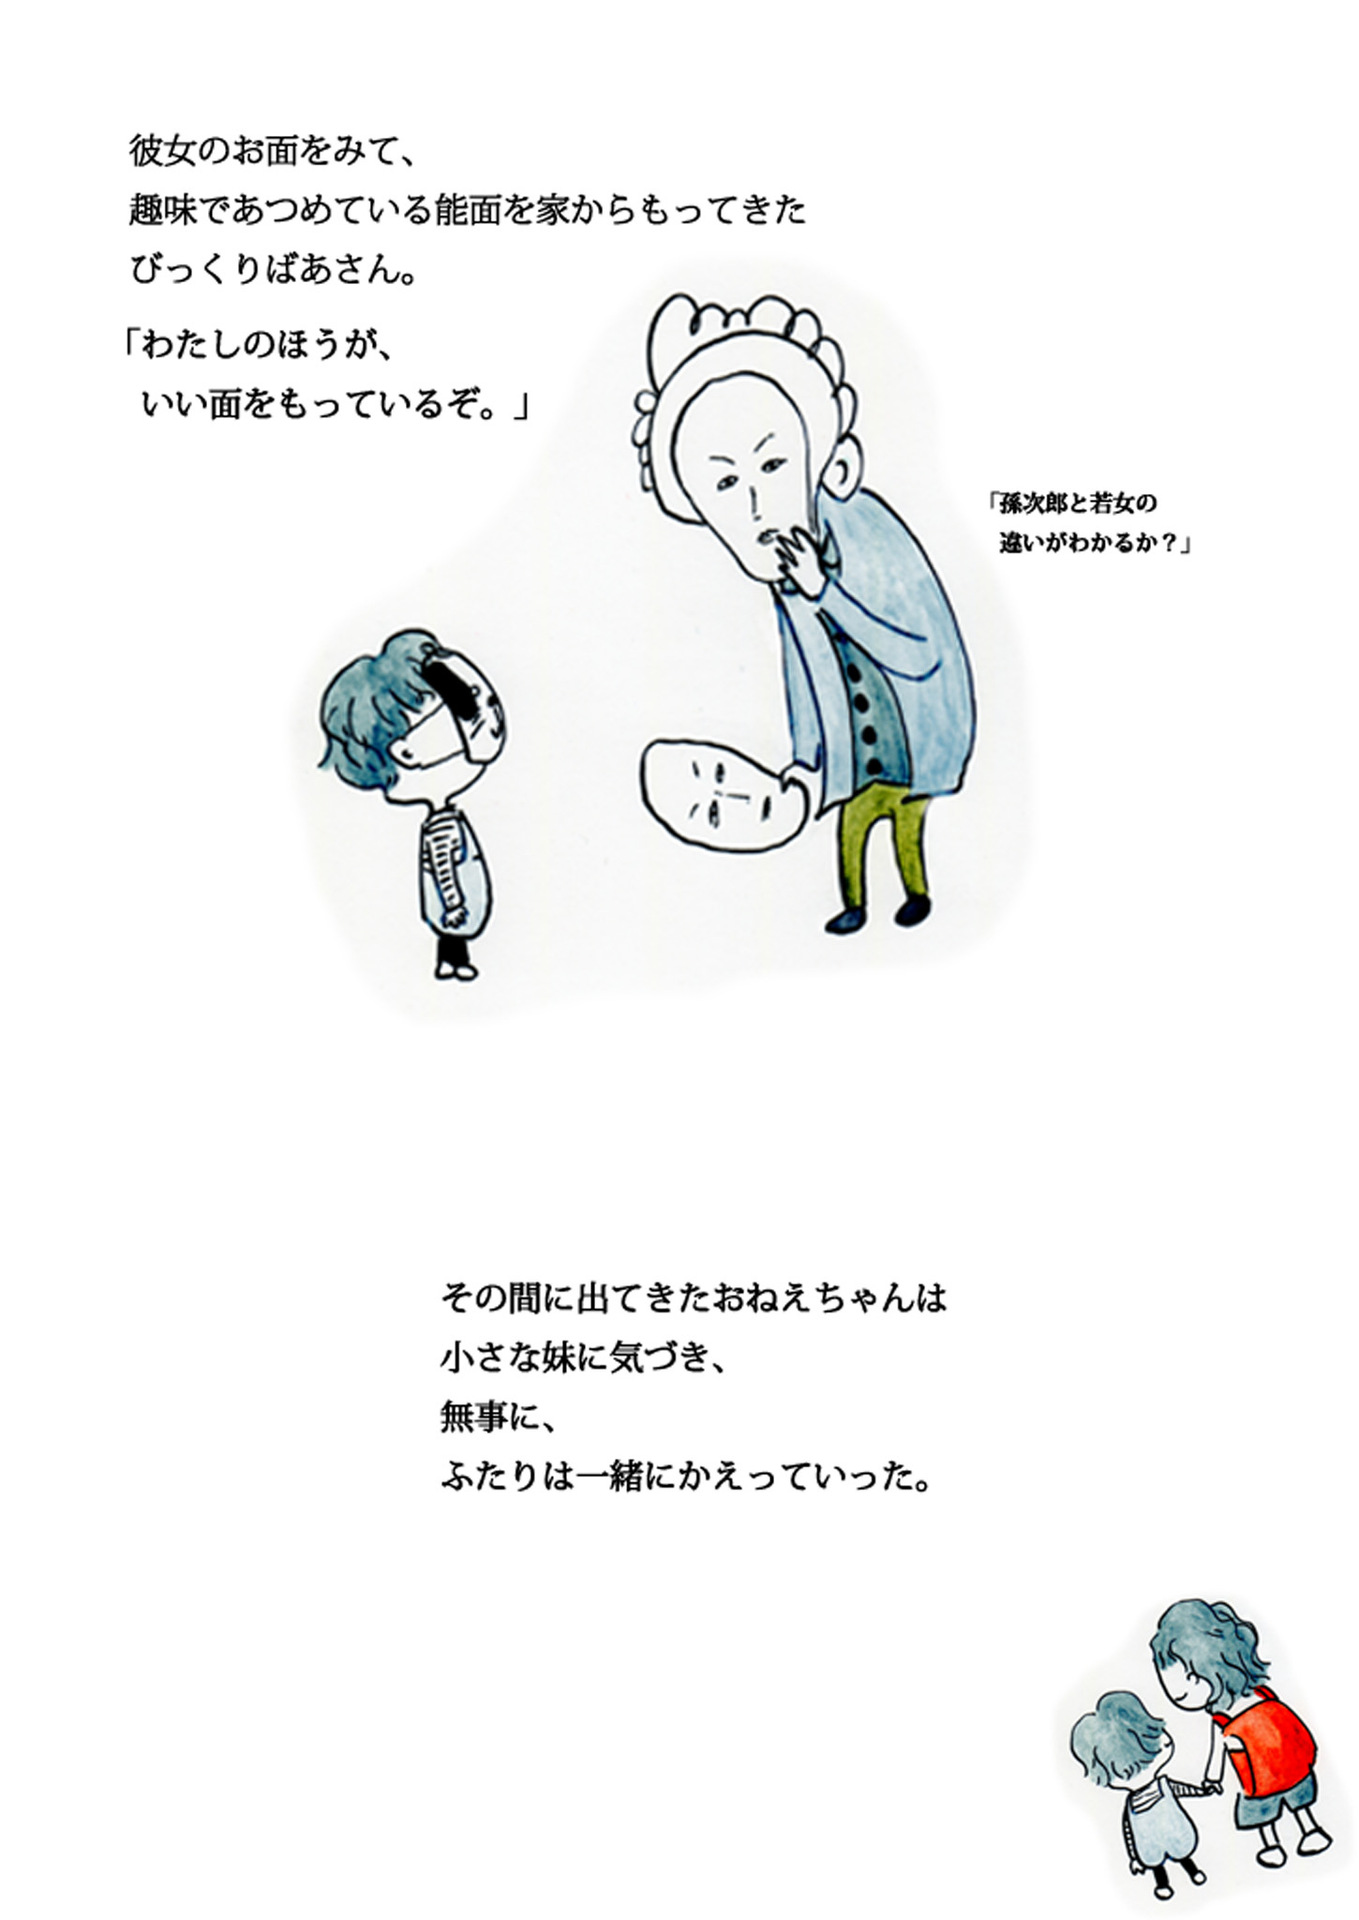 彼女のお面をみて、
趣味であつめている能面を家からもってきた
びっくりばあさん。
「わたしのほうが、
いい面をもっているぞ。」
「孫次郎と若女の
違いがわかるか？」
その間に出てきたおねえちゃんは
小さな妹に気づき、
無事に、
ふたりは一緒にかえっていった。